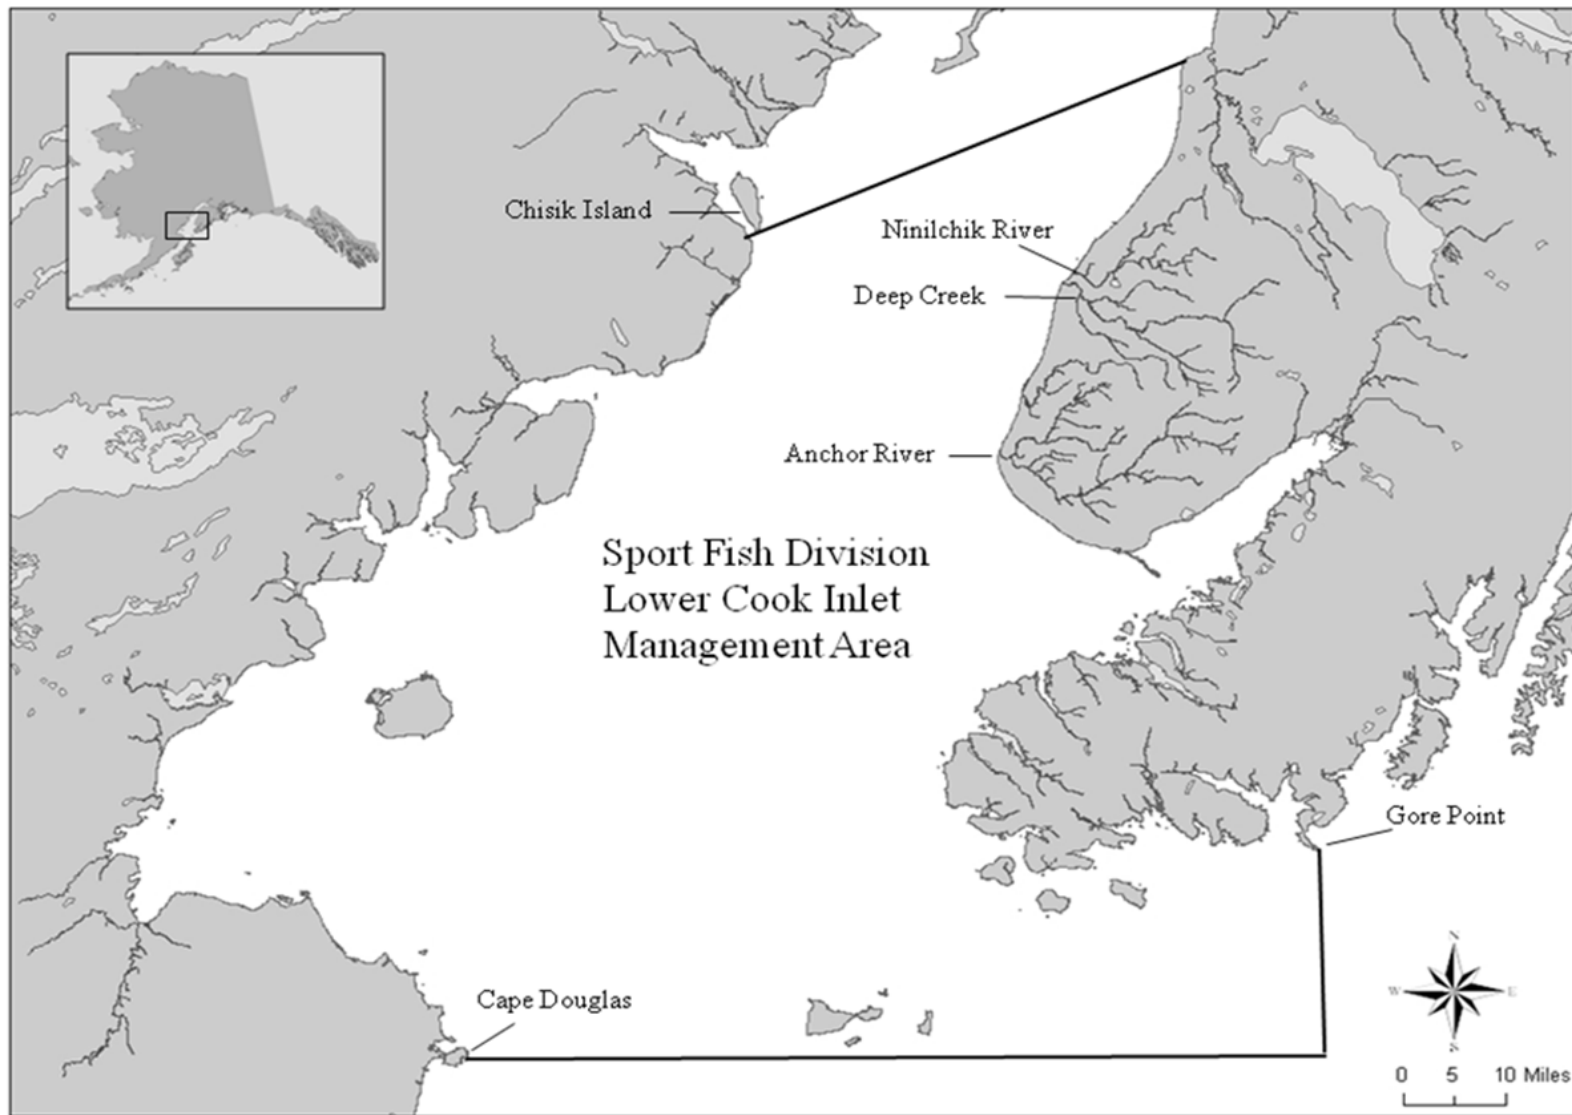 Chisik Island
Ninilchik River
Deep Creek
Anchor River
Sport Fish Division
Lower Cook Inlet
Management Area
Gore Point
Cape Douglas
N
W
E
S
0 5 10 Miles